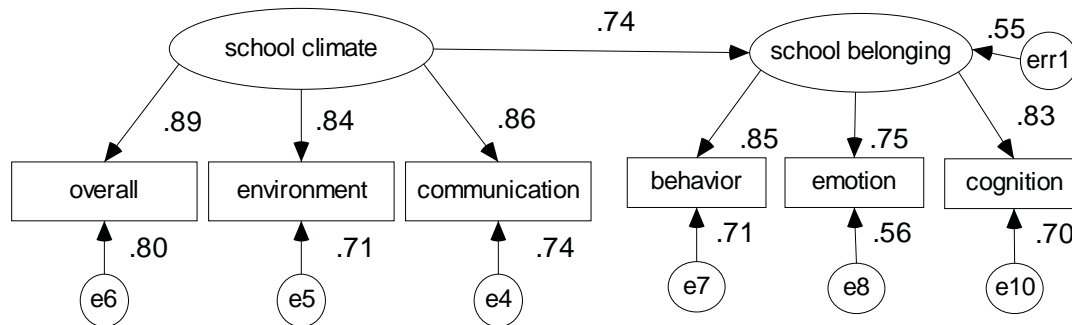 school climate
.74
school belonging
.55
err1
.89
.84
.86
.85
.75
.83
overall
environment
communication
behavior
emotion
cognition
.80
.71
.74
.71
.56
.70
e6
e5
e4
e7
e8
e10